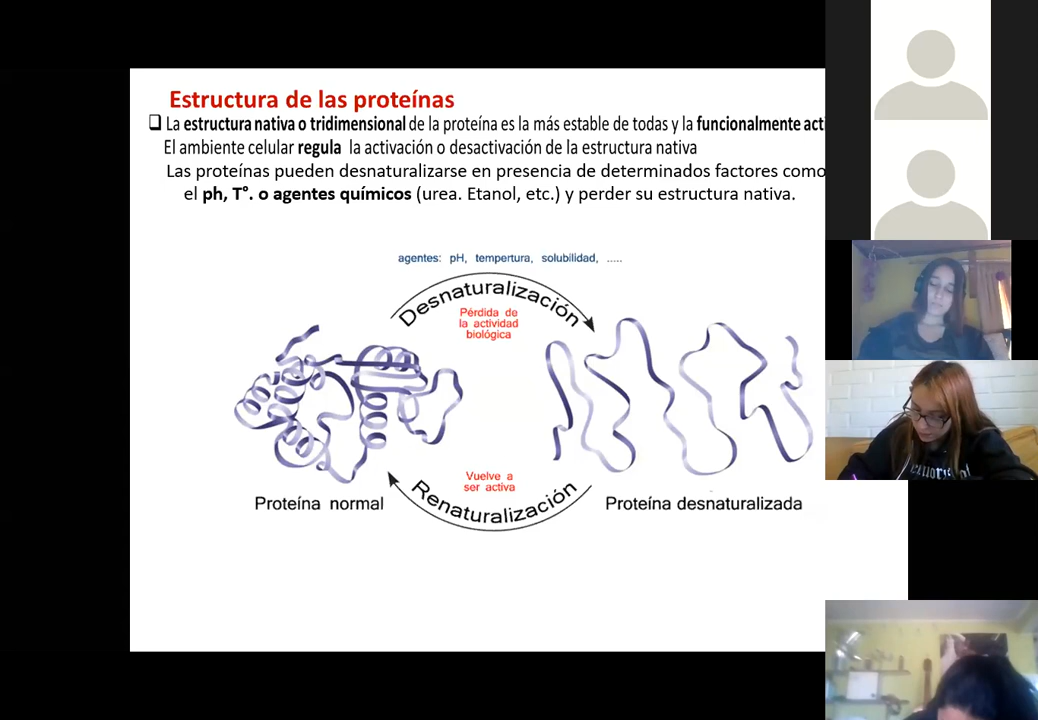 Estructura de las proteínas
❑ La estructura nativa o tridimensional de la proteína es la más estable de todas y la funcionalmente acti
El ambiente celular regula la activación o desactivación de la estructura nativa
Las proteínas pueden desnaturalizarse en presencia de determinados factores como
el ph, T°. o agentes químicos (urea. Etanol, etc.) y perder su estructura nativa.
agentes: pH, tempertura, solubilidad, .....
Desnaturalización
Pérdida de
la actividad
biológica
Vuelve a
ser activa
Renaturalización
Proteína normal
Proteína desnaturalizada